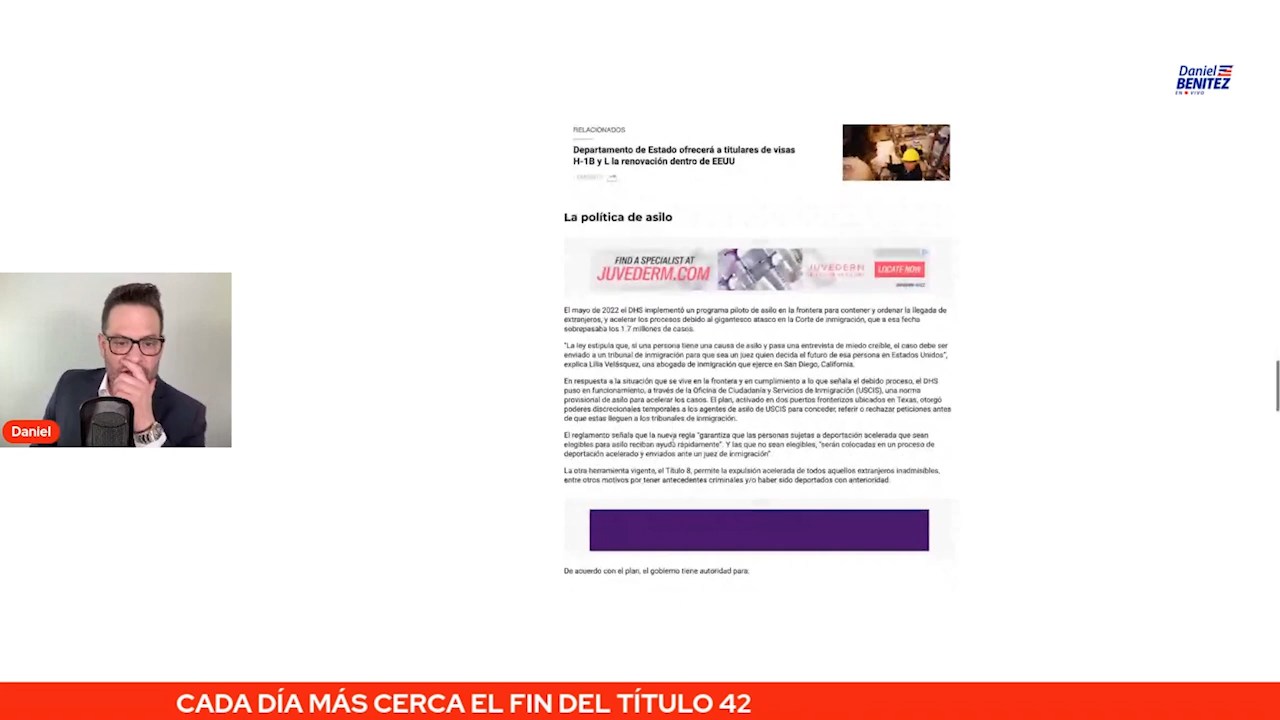 Daniel
BENITEZ
EN VIVO
RELACIONADOS
Departamento de Estado ofrecerá a titulares de visas
H-1B y L la renovación dentro de EEUU
La política de asilo
FIND A SPECIALIST AT
JUVEDERM.COM
JUVEDERM
LOCATE NOW
El mayo de 2022 el DHS implementó un programa piloto de asilo en la frontera para contener y ordenar la llegada de
extranjeros, y acelerar los procesos debido al gigantesco atasco en la Corte de inmigración, que a esa fecha
sobrepasaba los 1.7 millones de casos.
"La ley estipula que, si una persona tiene una causa de asilo y pasa una entrevista de miedo creíble, el caso debe ser
enviado a un tribunal de inmigración para que sea un juez quien decida el futuro de esa persona en Estados Unidos",
explica Lilia Velásquez, una abogada de inmigración que ejerce en San Diego, California.
En respuesta a la situación que se vive en la frontera y en cumplimiento a lo que señala el debido proceso, el DHS
puso en funcionamiento, a través de la Oficina de Ciudadanía y Servicios de Inmigración (USCIS), una norma
provisional de asilo para acelerar los casos. El plan, activado en dos puertos fronterizos ubicados en Texas, otorgó
poderes discrecionales temporales a los agentes de asilo de USCIS para conceder, referir o rechazar peticiones antes
de que estas lleguen a los tribunales de inmigración.
El reglamento señala que la nueva regla "garantiza que las personas sujetas a deportación acelerada que sean
elegibles para asilo reciban ayuda rápidamente". Y las que no sean elegibles, "serán colocadas en un proceso de
deportación acelerado y enviados ante un juez de inmigración"
La otra herramienta vigente, el Título 8, permite la expulsión acelerada de todos aquellos extranjeros inadmisibles,
entre otros motivos por tener antecedentes criminales y/o haber sido deportados con anterioridad.
De acuerdo con el plan, el gobierno tiene autoridad para:
Daniel
CADA DÍA MÁS CERCA EL FIN DEL TÍTULO 42